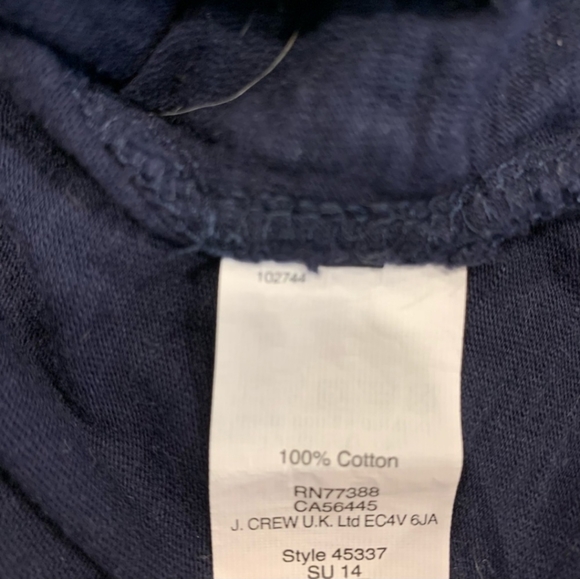 102744
100% Cotton
RN77388
CA56445
J. CREW U.K. Ltd EC4V 6JA
Style 45337
SU 14